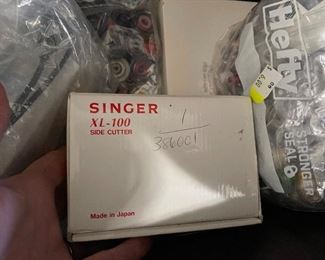 SINGER
XL-100
SIDE CUTTER
1
386001
Made in Japan
Hefty
STRONGER
SEAL